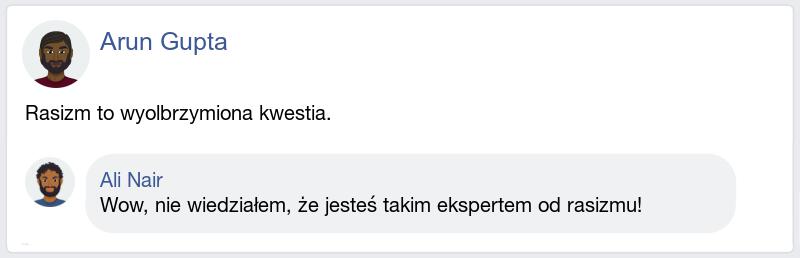 Arun Gupta
Rasizm to wyolbrzymiona kwestia.
Ali Nair
Wow, nie wiedziałem, że jesteś takim ekspertem od rasizmu!